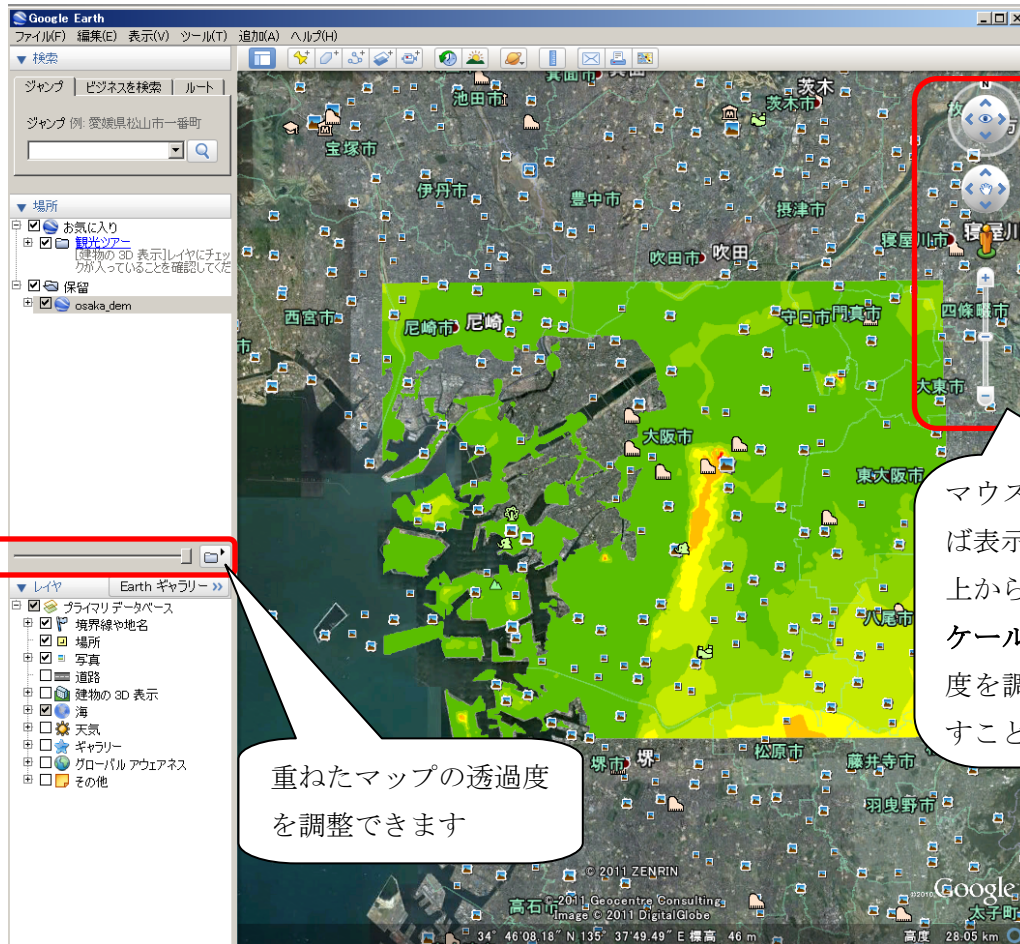 Google Earth
ファイル(F) 編集(E) 表示(V) ツール(T) 追加(A) ヘルプ(H)
▼ 検索
ジャンプ ビジネスを検索 ルート
ジャンプ 例: 愛媛県松山市一番町
▼ 場所
お気に入り
観光ツアー
[建物の 3D 表示]レイヤにチェッ
クが入っていることを確認してくだ
保留
osaka_dem
▼ レイヤ Earth ギャラリー >>
プライマリ データベース
境界線や地名
場所
写真
道路
建物の 3D 表示
海
天気
ギャラリー
グローバル アウェアネス
その他
箕面市
池田市
茨木
茨木市
宝塚市
伊丹市
豊中市
摂津市
N
寝屋川市
寝屋川
吹田市 吹田
西宮市
尼崎市 尼崎
守口市 門真市
四條畷市
大東市
大阪市
東大阪市
八尾市
堺市 堺
松原市
藤井寺市
羽曳野市
高石市
太子町
マウス
ば表示
上から
ケール
度を調
すこと
重ねたマップの透過度
を調整できます
© 2011 ZENRIN
© 2011 Geocentre Consulting
Image © 2011 DigitalGlobe
©2010 Google
34° 46'08.18" N 135° 37'49.49" E 標高 46 m 高度 28.05 km